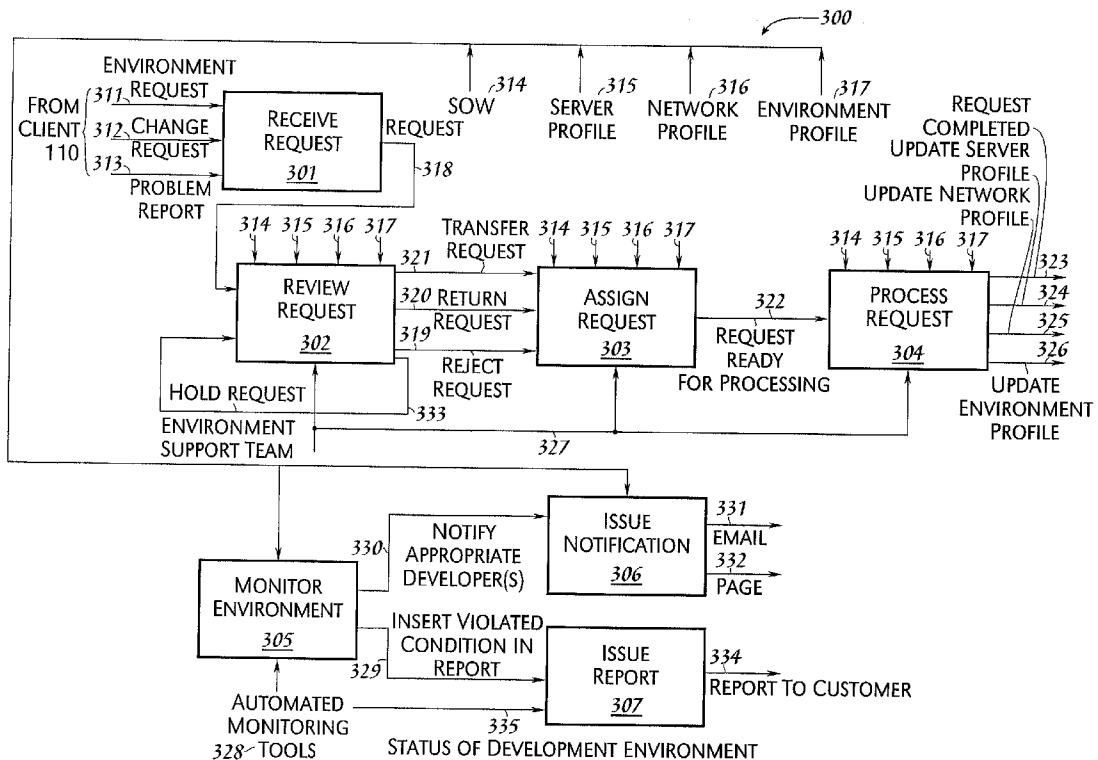 300
ENVIRONMENT
REQUEST
311
FROM
CLIENT
110
312
CHANGE
REQUEST
313
PROBLEM
REPORT
RECEIVE
REQUEST
301
REQUEST
318
SOW
314
SERVER
PROFILE
315
NETWORK
PROFILE
316
ENVIRONMENT
PROFILE
317
REQUEST
COMPLETED
UPDATE SERVER
PROFILE
UPDATE NETWORK
PROFILE
314
315
316
317
REVIEW
REQUEST
302
321
TRANSFER
REQUEST
320
RETURN
REQUEST
319
REJECT
REQUEST
HOLD REQUEST
333
314
315
316
317
ASSIGN
REQUEST
303
322
REQUEST
READY
FOR PROCESSING
314
315
316
317
PROCESS
REQUEST
304
323
324
325
326
UPDATE
ENVIRONMENT
PROFILE
ENVIRONMENT
SUPPORT TEAM
327
330
NOTIFY
APPROPRIATE
DEVELOPER(S)
ISSUE
NOTIFICATION
306
331
EMAIL
332
PAGE
MONITOR
ENVIRONMENT
305
INSERT VIOLATED
CONDITION IN
REPORT
329
ISSUE
REPORT
307
334
REPORT TO CUSTOMER
AUTOMATED
MONITORING
TOOLS
328
335
STATUS OF DEVELOPMENT ENVIRONMENT